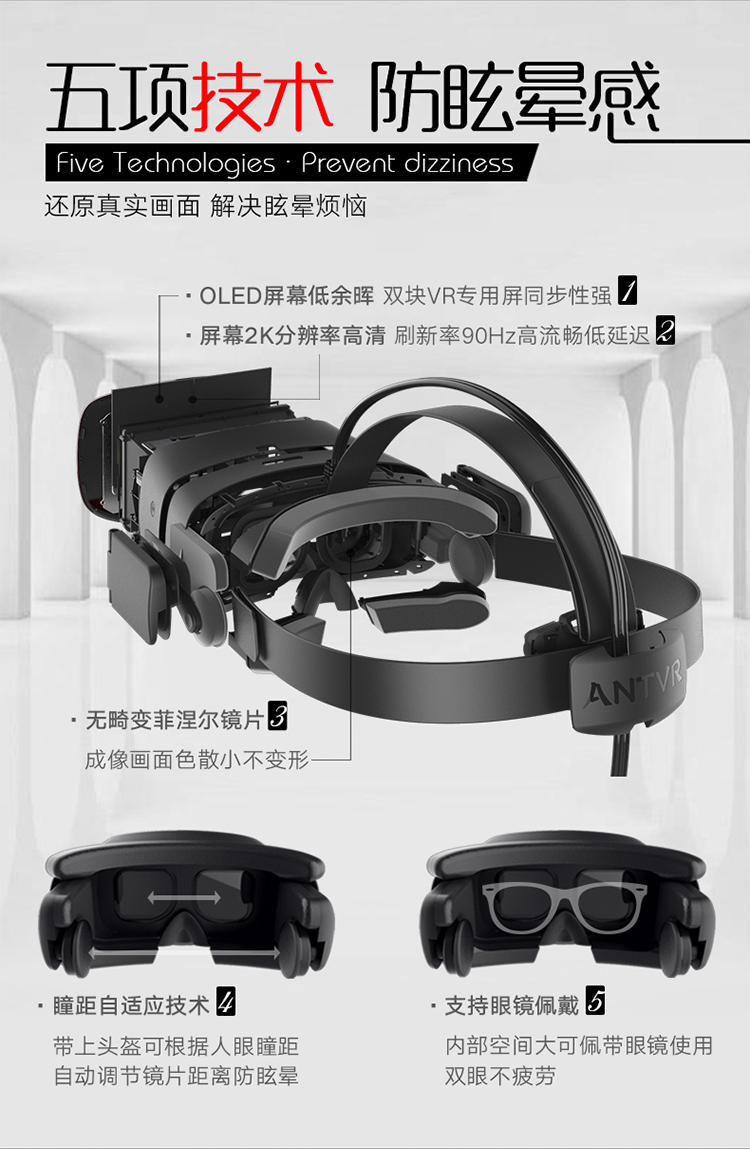 五项技术 防眩晕感
Five Technologies · Prevent dizziness
还原真实画面 解决眩晕烦恼
· OLED屏幕低余晖 双块VR专用屏同步性强 1
· 屏幕2K分辨率高清 刷新率90Hz高流畅低延迟 2
ANTVR
· 无畸变菲涅尔镜片 3
成像画面色散小不变形
· 瞳距自适应技术 4
带上头盔可根据人眼瞳距
自动调节镜片距离防眩晕
· 支持眼镜佩戴 5
内部空间大可佩带眼镜使用
双眼不疲劳